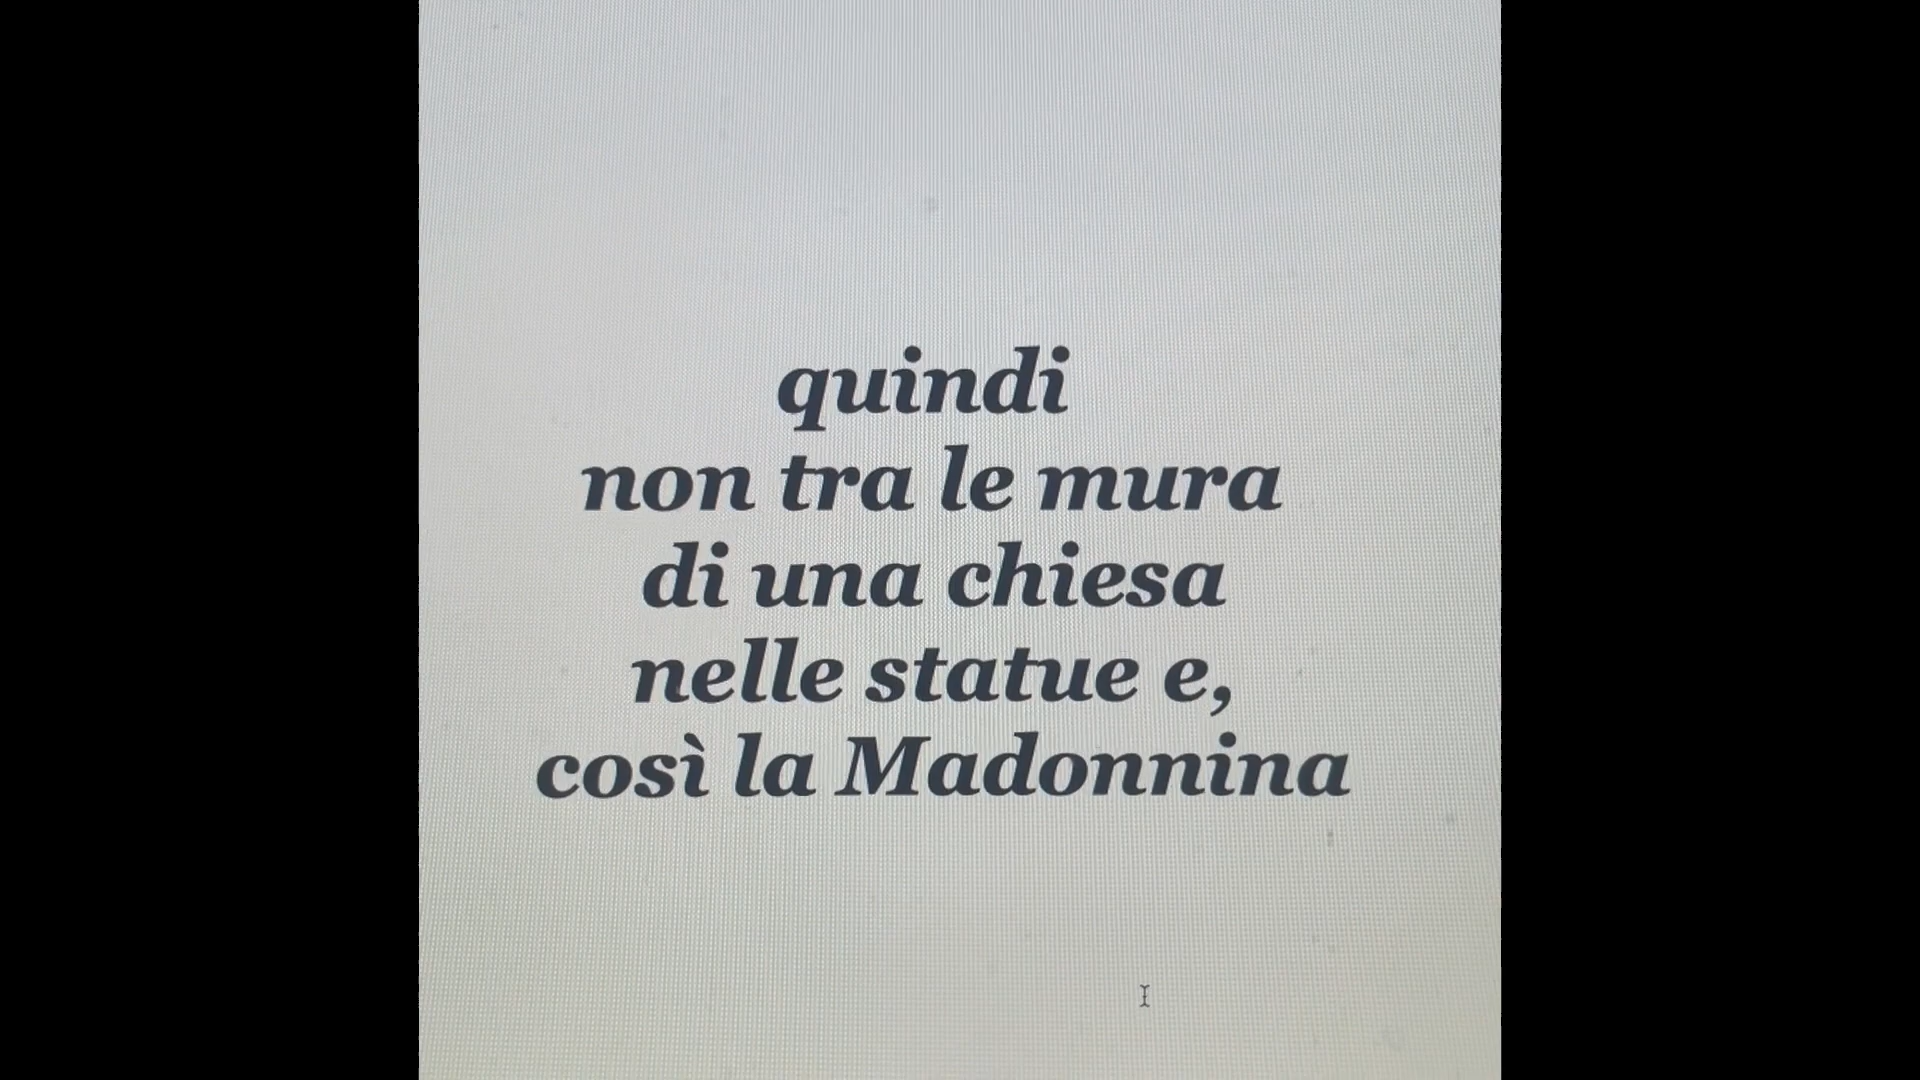 quindi
non tra le mura
di una chiesa
nelle statue e,
così la Madonnina